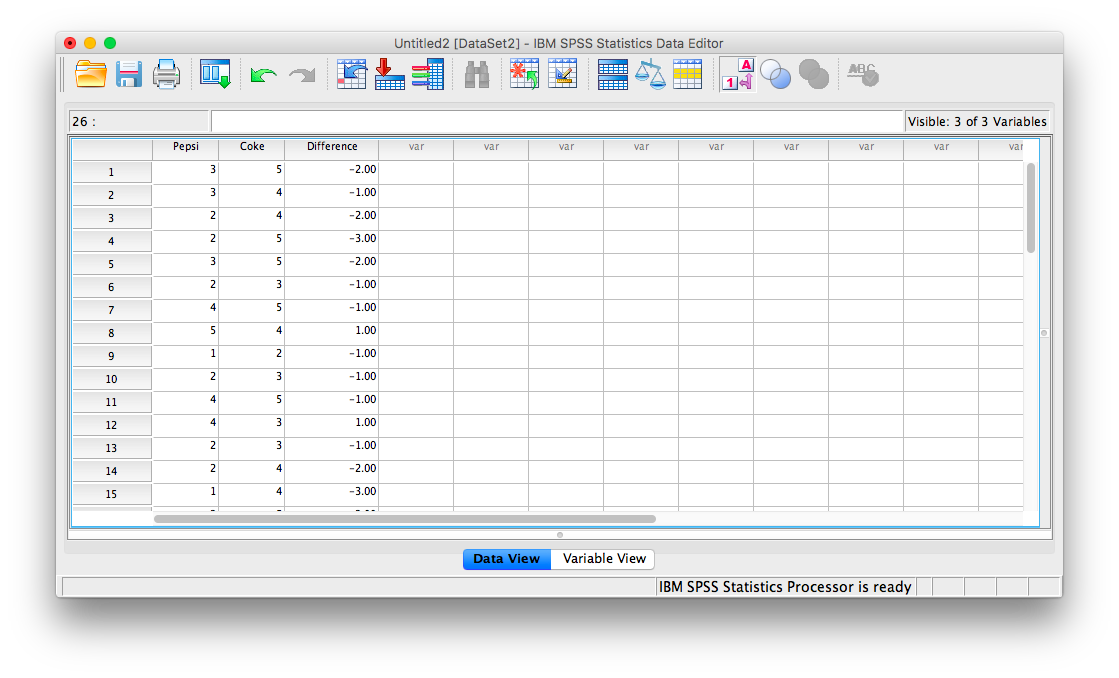 Untitled2 [DataSet2] - IBM SPSS Statistics Data Editor
A
1
ABC
26 :
Visible: 3 of 3 Variables
Pepsi Coke Difference var var var var var var var var var
1 3 5 -2.00
2 3 4 -1.00
3 2 4 -2.00
4 2 5 -3.00
5 3 5 -2.00
6 2 3 -1.00
7 4 5 -1.00
8 5 4 1.00
9 1 2 -1.00
10 2 3 -1.00
11 4 5 -1.00
12 4 3 1.00
13 2 3 -1.00
14 2 4 -2.00
15 1 4 -3.00
Data View Variable View
IBM SPSS Statistics Processor is ready